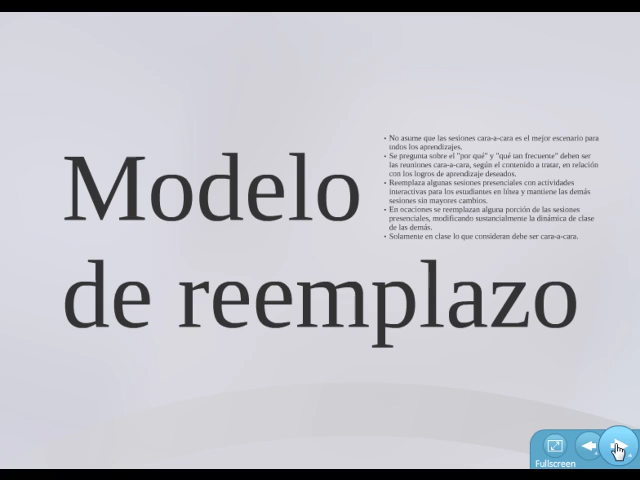 Modelo
de reemplazo
• No asume que las sesiones cara-a-cara es el mejor escenario para
todos los aprendizajes.
• Se pregunta sobre el "por qué" y "qué tan frecuente" deben ser
las reuniones cara-a-cara, según el contenido a tratar, en relación
con los logros de aprendizaje deseados.
• Reemplaza algunas sesiones presenciales con actividades
interactivas para los estudiantes en línea y mantiene las demás
sesiones sin mayores cambios.
• En ocaciones se reemplazan alguna porción de las sesiones
presenciales, modificando sustancialmente la dinámica de clase
de las demás.
• Solamente en clase lo que consideran debe ser cara-a-cara.
Fullscreen